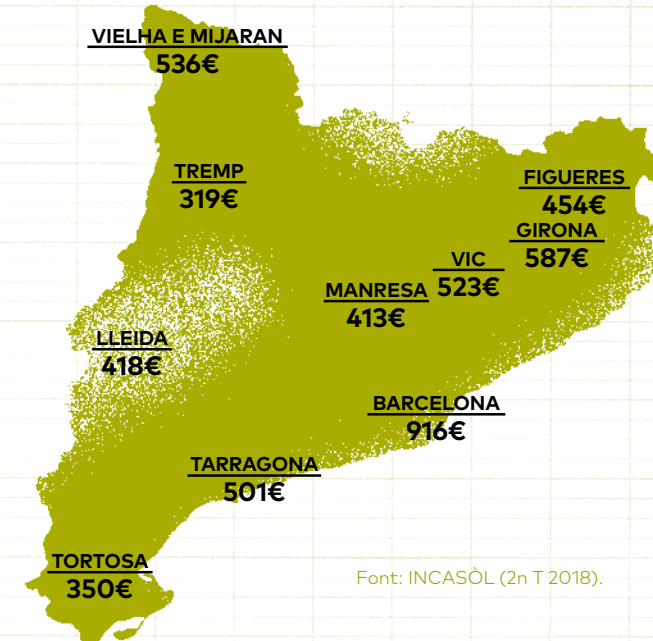 VIELHA E MIJARAN
536€
TREMP
319€
FIGUERES
454€
GIRONA
587€
VIC
523€
MANRESA
413€
LLEIDA
418€
BARCELONA
916€
TARRAGONA
501€
TORTOSA
350€
Font: INCASÒL (2n T 2018).